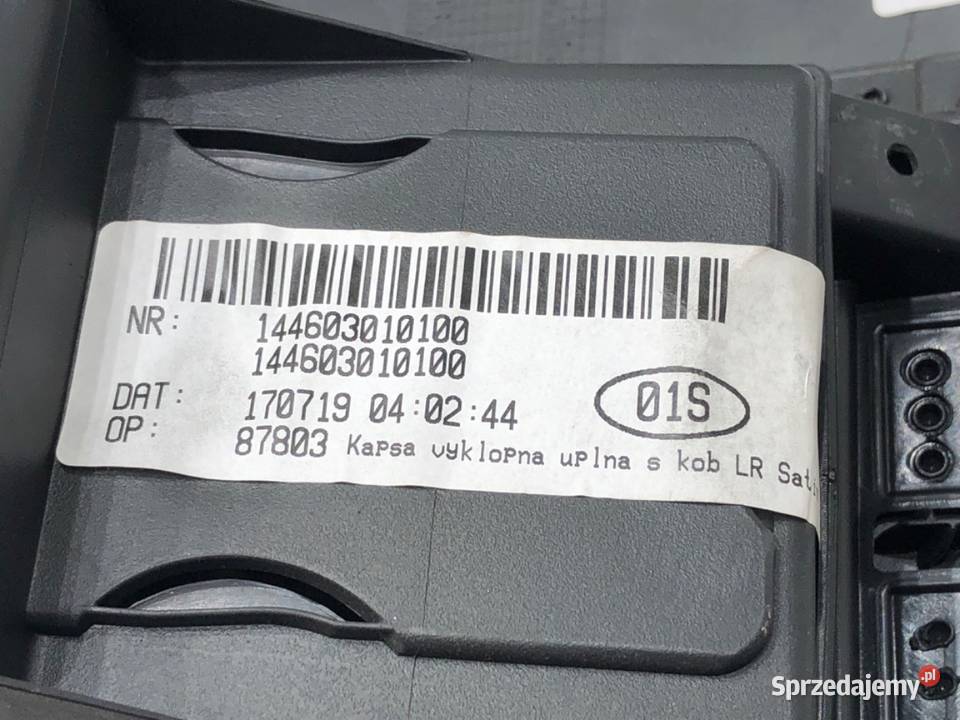 NR: 144603010100
144603010100
DAT: 170719 04:02:44
01S
OP: 87803 Kapsa vyklopna uplna s kob LR
Sprzedajemy.pl